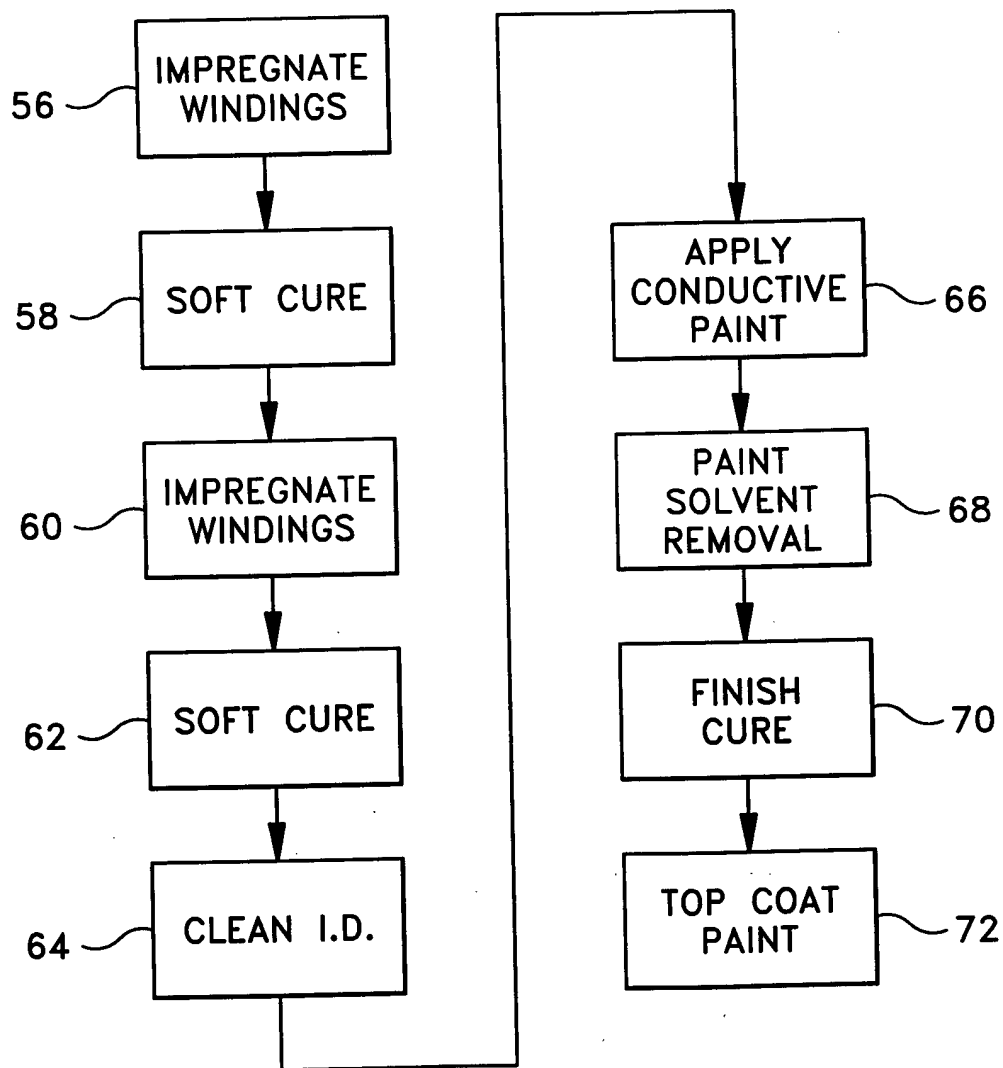 56
IMPREGNATE
WINDINGS
58
SOFT CURE
60
IMPREGNATE
WINDINGS
62
SOFT CURE
64
CLEAN I.D.
APPLY
CONDUCTIVE
PAINT
66
PAINT
SOLVENT
REMOVAL
68
FINISH
CURE
70
TOP COAT
PAINT
72